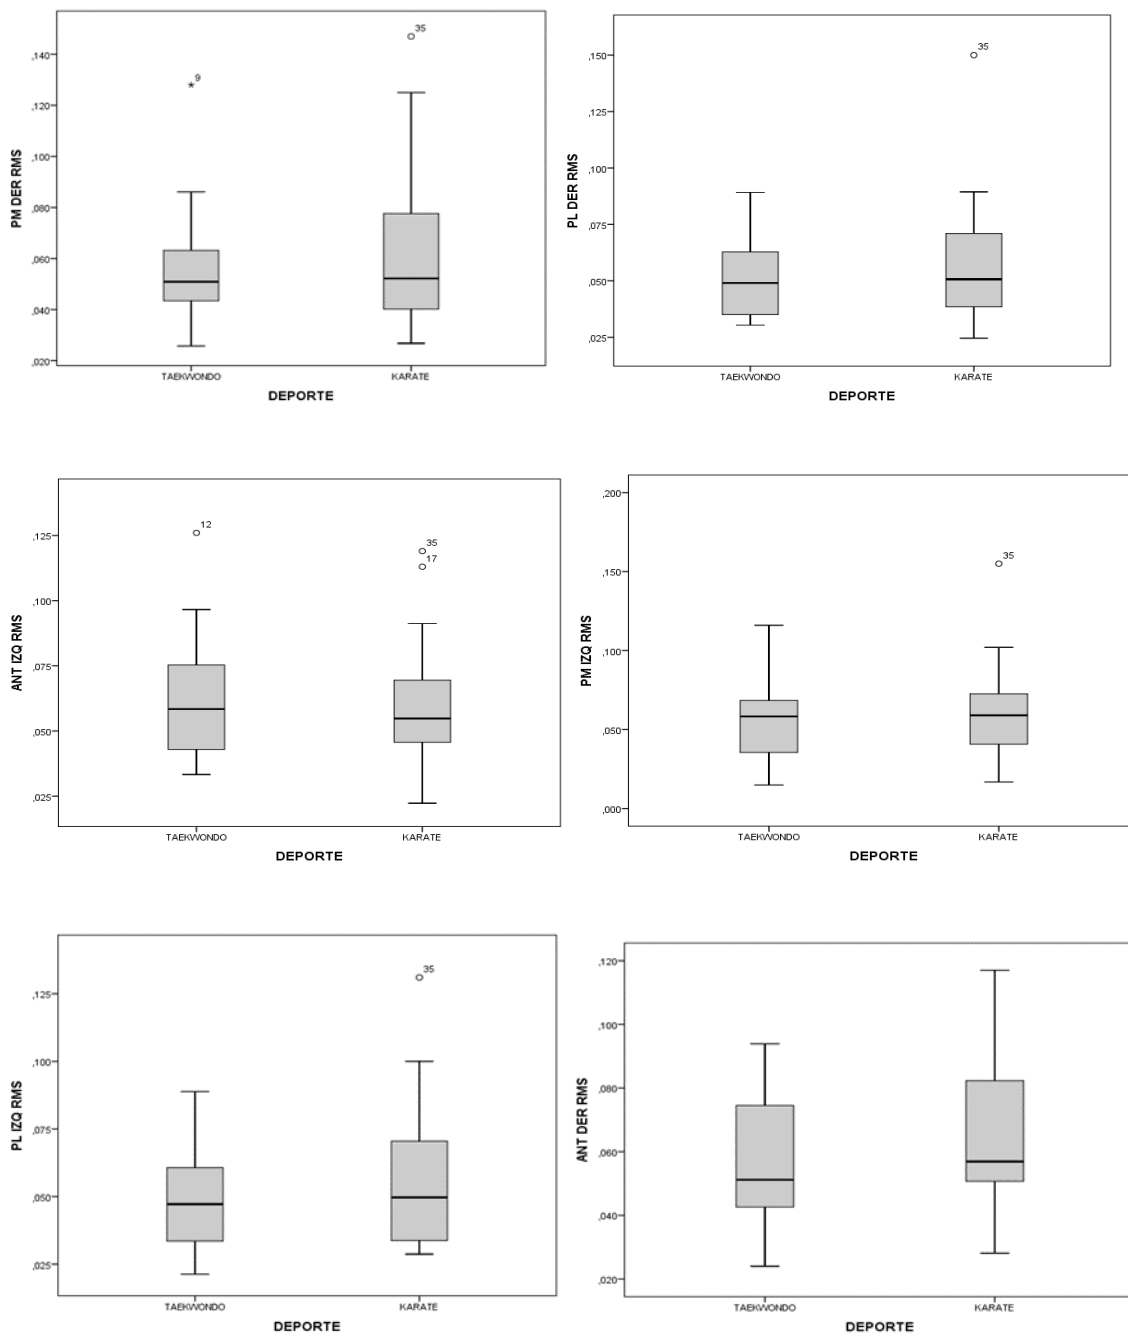 PM DER RMS
,140
,120
,100
,080
,060
,040
,020
*9
35
TAEKWONDO
KARATE
DEPORTE
PL DER RMS
,150
,125
,100
,075
,050
,025
35
TAEKWONDO
KARATE
DEPORTE
ANT IZQ RMS
,125
,100
,075
,050
,025
12
35
17
TAEKWONDO
KARATE
DEPORTE
PM IZQ RMS
,200
,150
,100
,050
,000
35
TAEKWONDO
KARATE
DEPORTE
PL IZQ RMS
,125
,100
,075
,050
,025
35
TAEKWONDO
KARATE
DEPORTE
ANT DER RMS
,120
,100
,080
,060
,040
,020
TAEKWONDO
KARATE
DEPORTE